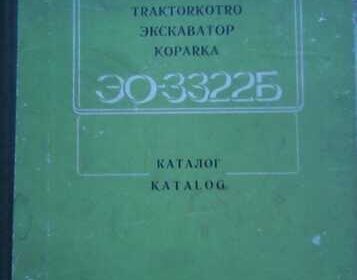 TRAKTORKOTRO
ЭКСКАВАТОР
KOPARKA
ЭО-3322Б
КАТАЛОГ
KATALOG